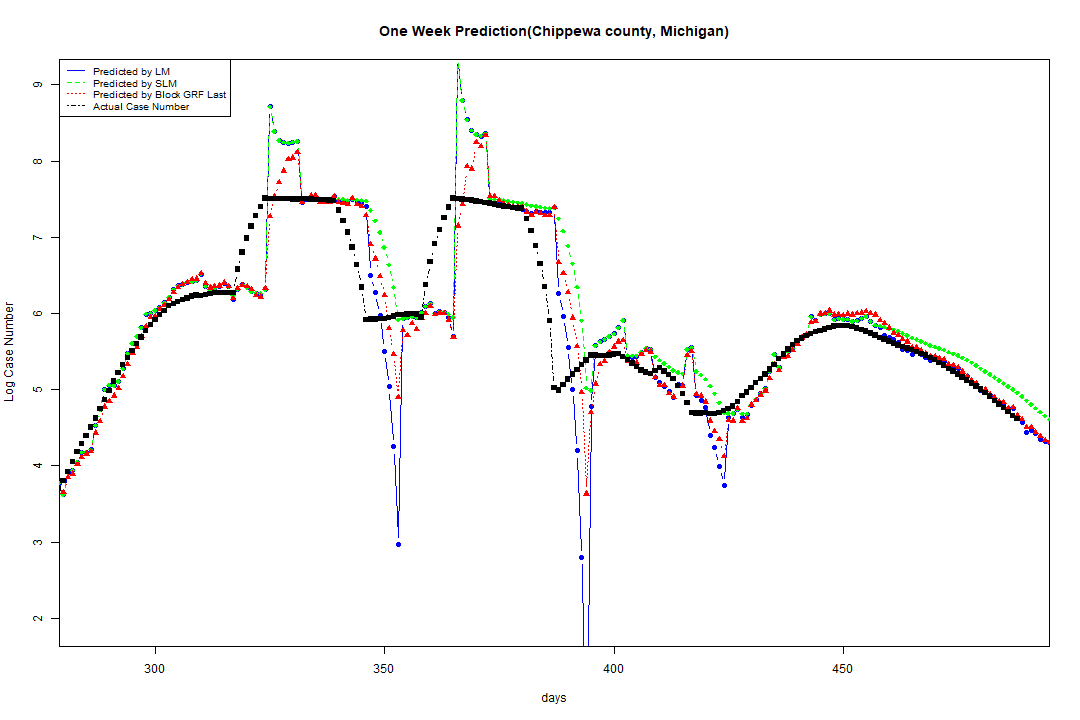 One Week Prediction(Chippewa county, Michigan)
Predicted by LM
Predicted by SLM
Predicted by Block GRF Last
Actual Case Number
9
8
7
6
5
4
3
2
Log Case Number
300 350 400 450
days